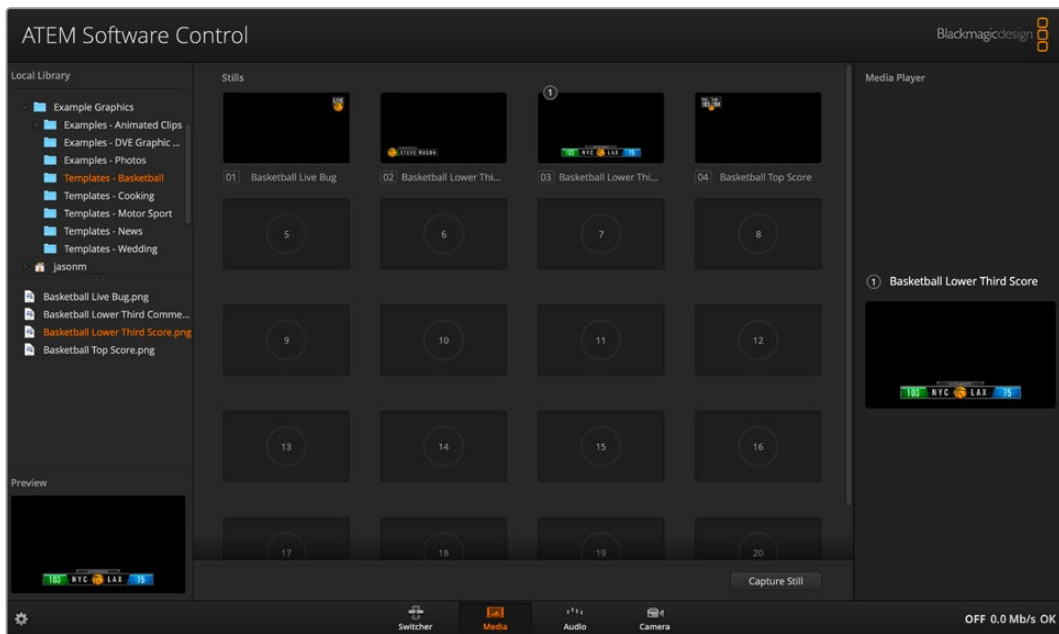 ATEM Software Control
Blackmagicdesign
Local Library
Example Graphics
Examples - Animated Clips
Examples - DVE Graphic ...
Examples - Photos
Templates - Basketball
Templates - Cooking
Templates - Motor Sport
Templates - News
Templates - Wedding
jasonm
Basketball Live Bug.png
Basketball Lower Third Comme...
Basketball Lower Third Score.png
Basketball Top Score.png
Preview
103 NYC LAX 75
Stills
LIVE
01 Basketball Live Bug
STEVE MASON
02 Basketball Lower Thi...
1
103 NYC LAX 75
03 Basketball Lower Thi...
101 104
04 Basketball Top Score
5 6 7 8
9 10 11 12
13 14 15 16
17 18 19 20
Capture Still
Media Player
1 Basketball Lower Third Score
103 NYC LAX 75
Switcher Media Audio Camera
OFF 0.0 Mb/s OK